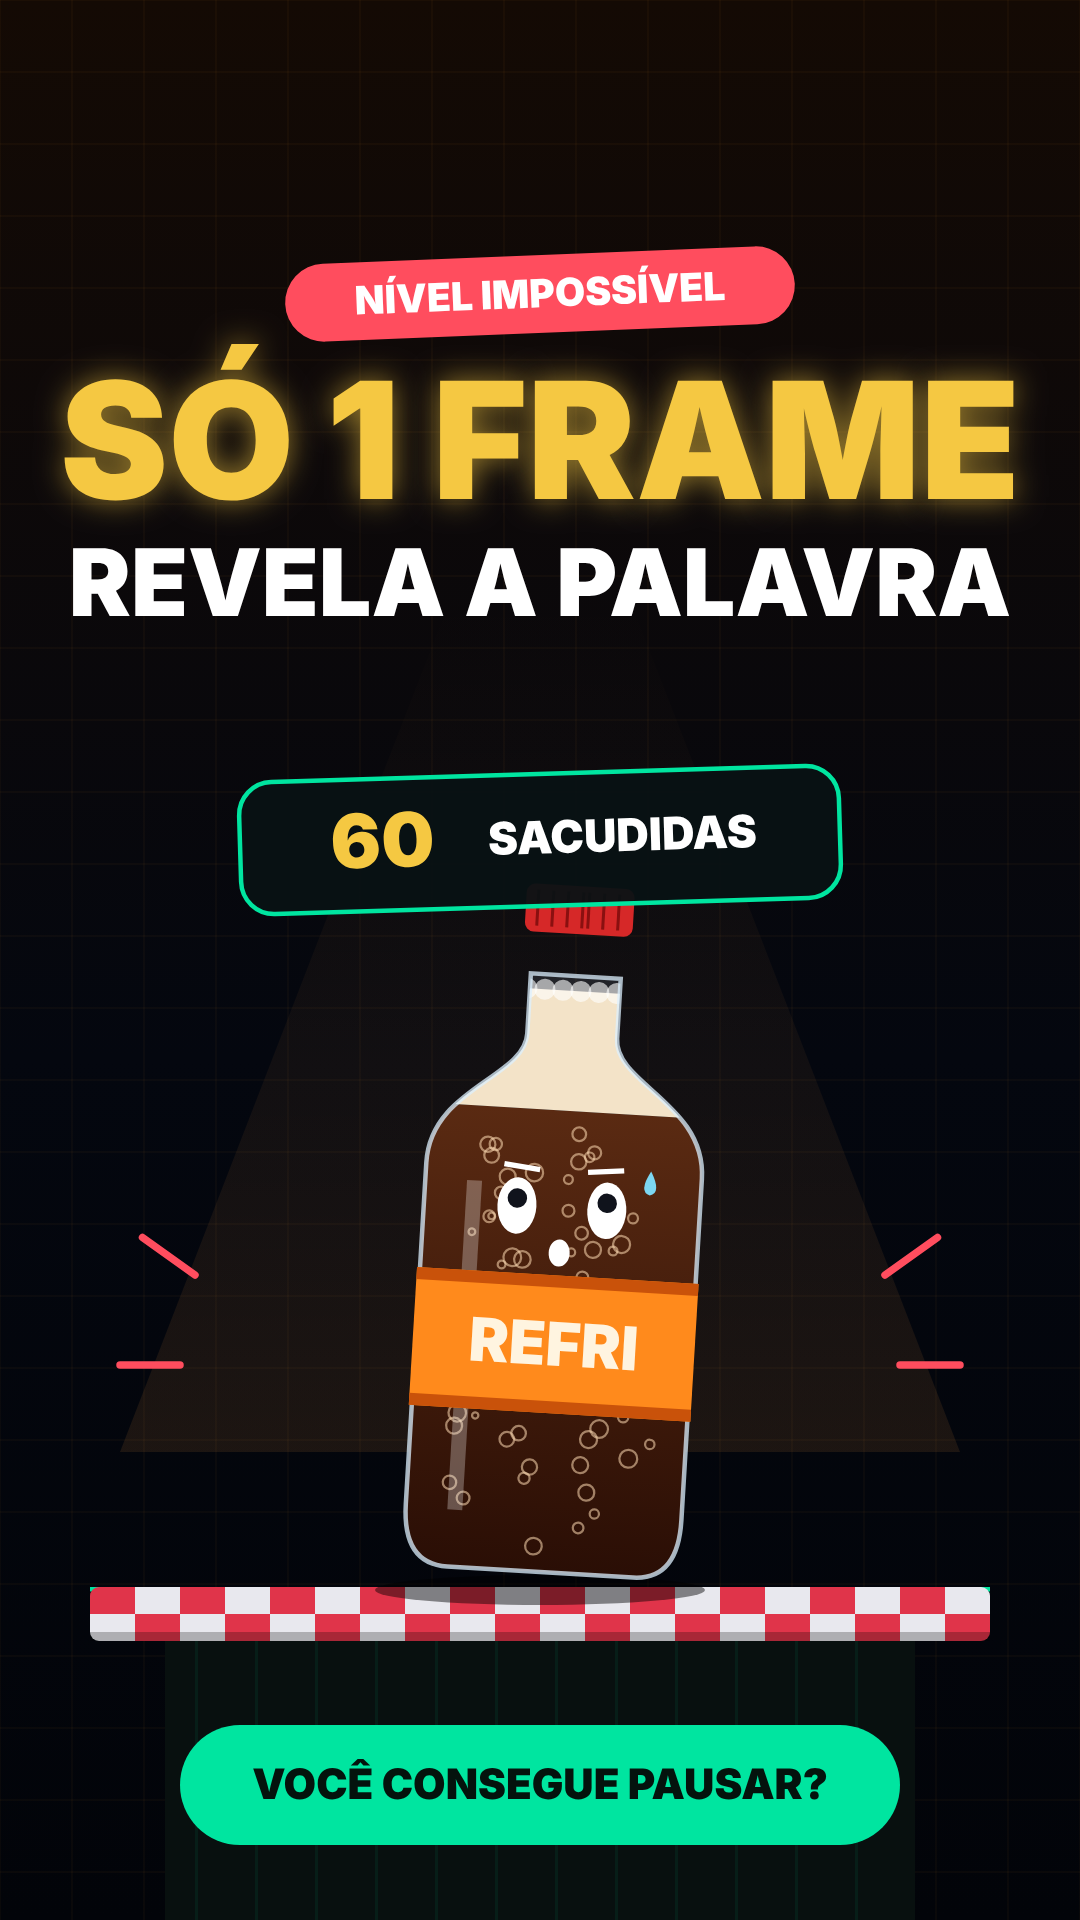 NÍVEL IMPOSSÍVEL
SÓ 1 FRAME
REVELA A PALAVRA
60 SACUDIDAS
REFRI
VOCÊ CONSEGUE PAUSAR?